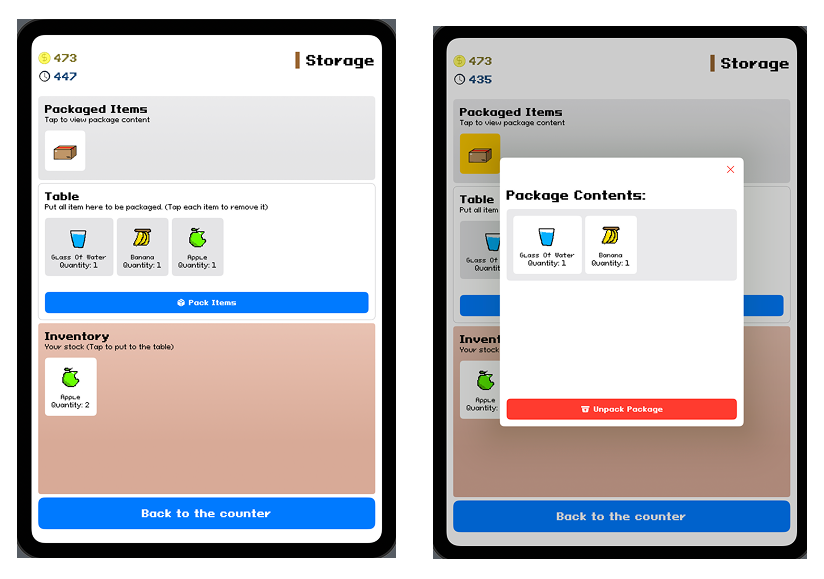 473
447
Storage
Packaged Items
Tap to view package content
Table
Put all item here to be packaged. (Tap each item to remove it)
Glass Of Water
Quantity: 1
Banana
Quantity: 1
Apple
Quantity: 1
Pack Items
Inventory
Your stock (Tap to put to the table)
Apple
Quantity: 2
Back to the counter
473
435
Storage
Packaged Items
Tap to view package content
Table
Put all item
Glass O
Quantit
Package Contents:
Glass Of Water
Quantity: 1
Banana
Quantity: 1
Unpack Package
Invent
Your stock
Apple
Quantity:
Back to the counter